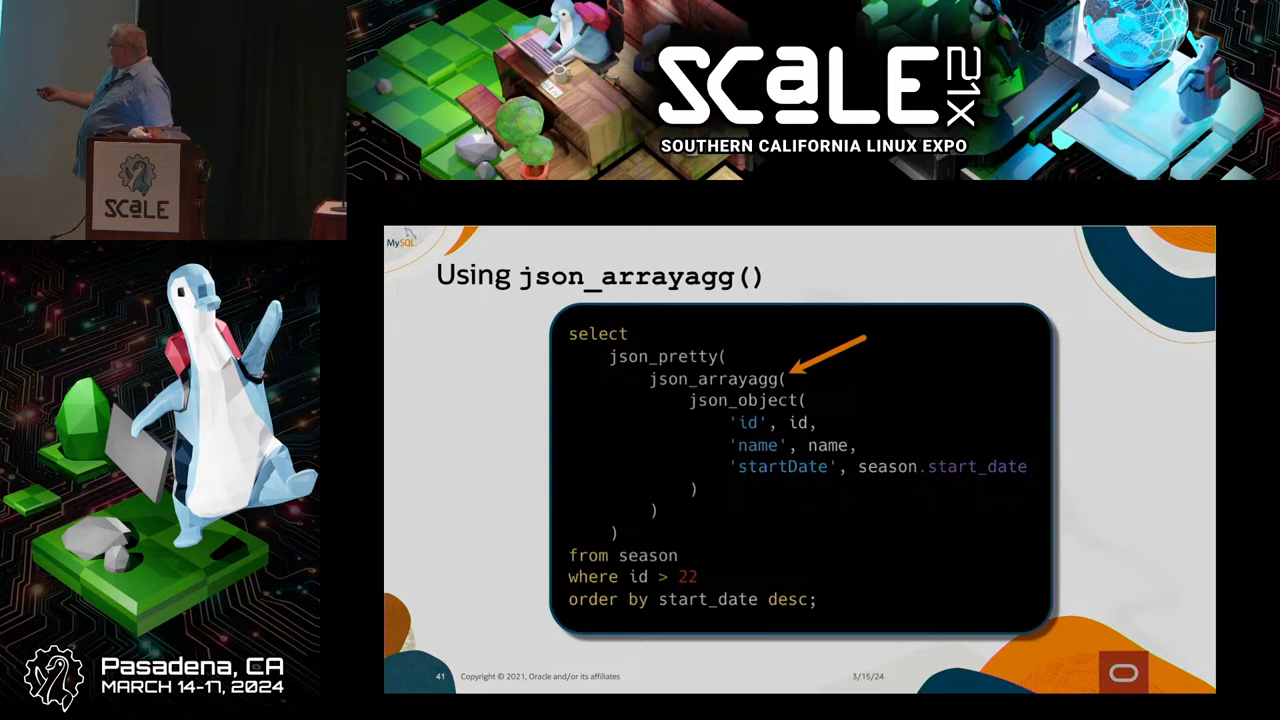 SCALE
SCALE
21X
SOUTHERN CALIFORNIA LINUX EXPO
MySQL
Using json_arrayagg()
select
json_pretty(
json_arrayagg(
json_object(
'id', id,
'name', name,
'startDate', season.start_date
)
)
)
from season
where id > 22
order by start_date desc;
41 Copyright © 2021, Oracle and/or its affiliates 3/15/24
Pasadena, CA
MARCH 14-17, 2024